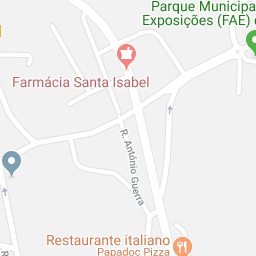 Parque Municipa
Exposições (FAE)
Farmácia Santa Isabel
R. António Guerra
Restaurante italiano
Papadoc Pizza